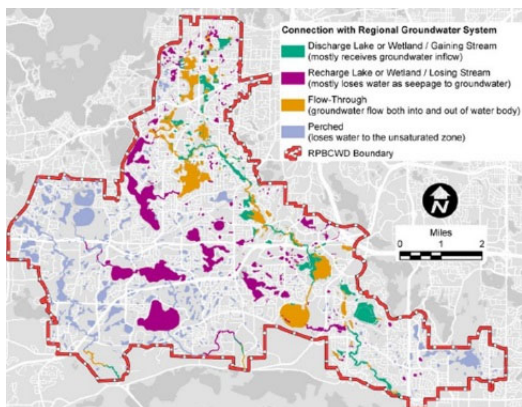 Connection with Regional Groundwater System
Discharge Lake or Wetland / Gaining Stream
(mostly receives groundwater inflow)
Recharge Lake or Wetland / Losing Stream
(mostly loses water as seepage to groundwater)
Flow-Through
(groundwater flow both into and out of water body)
Perched
(loses water to the unsaturated zone)
RPBCWD Boundary
N
Miles
0 1 2